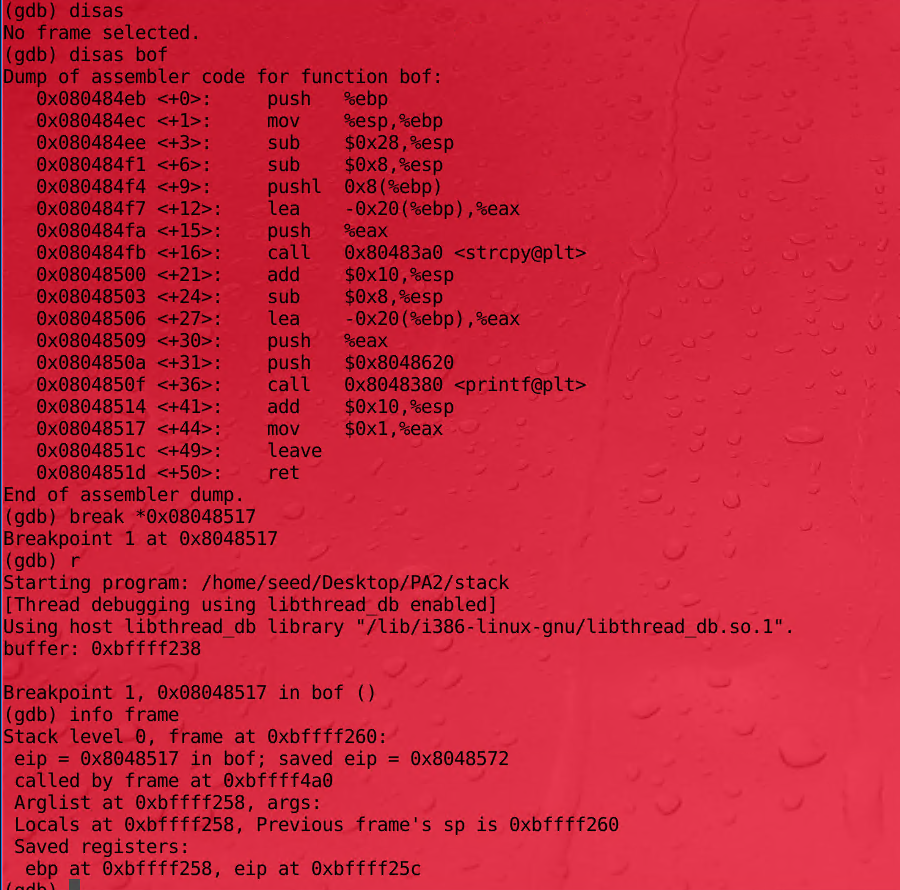 (gdb) disas
No frame selected.
(gdb) disas bof
Dump of assembler code for function bof:
   0x080484eb <+0>:     push   %ebp
   0x080484ec <+1>:     mov    %esp,%ebp
   0x080484ee <+3>:     sub    $0x28,%esp
   0x080484f1 <+6>:     sub    $0x8,%esp
   0x080484f4 <+9>:     pushl  0x8(%ebp)
   0x080484f7 <+12>:    lea    -0x20(%ebp),%eax
   0x080484fa <+15>:    push   %eax
   0x080484fb <+16>:    call   0x80483a0 <strcpy@plt>
   0x08048500 <+21>:    add    $0x10,%esp
   0x08048503 <+24>:    sub    $0x8,%esp
   0x08048506 <+27>:    lea    -0x20(%ebp),%eax
   0x08048509 <+30>:    push   %eax
   0x0804850a <+31>:    push   $0x8048620
   0x0804850f <+36>:    call   0x8048380 <printf@plt>
   0x08048514 <+41>:    add    $0x10,%esp
   0x08048517 <+44>:    mov    $0x1,%eax
   0x0804851c <+49>:    leave
   0x0804851d <+50>:    ret
End of assembler dump.
(gdb) break *0x08048517
Breakpoint 1 at 0x8048517
(gdb) r
Starting program: /home/seed/Desktop/PA2/stack
[Thread debugging using libthread_db enabled]
Using host libthread_db library "/lib/i386-linux-gnu/libthread_db.so.1".
buffer: 0xbffff238

Breakpoint 1, 0x08048517 in bof ()
(gdb) info frame
Stack level 0, frame at 0xbffff260:
 eip = 0x8048517 in bof; saved eip = 0x8048572
 called by frame at 0xbffff4a0
 Arglist at 0xbffff258, args:
 Locals at 0xbffff258, Previous frame's sp is 0xbffff260
 Saved registers:
  ebp at 0xbffff258, eip at 0xbffff25c
(gdb)